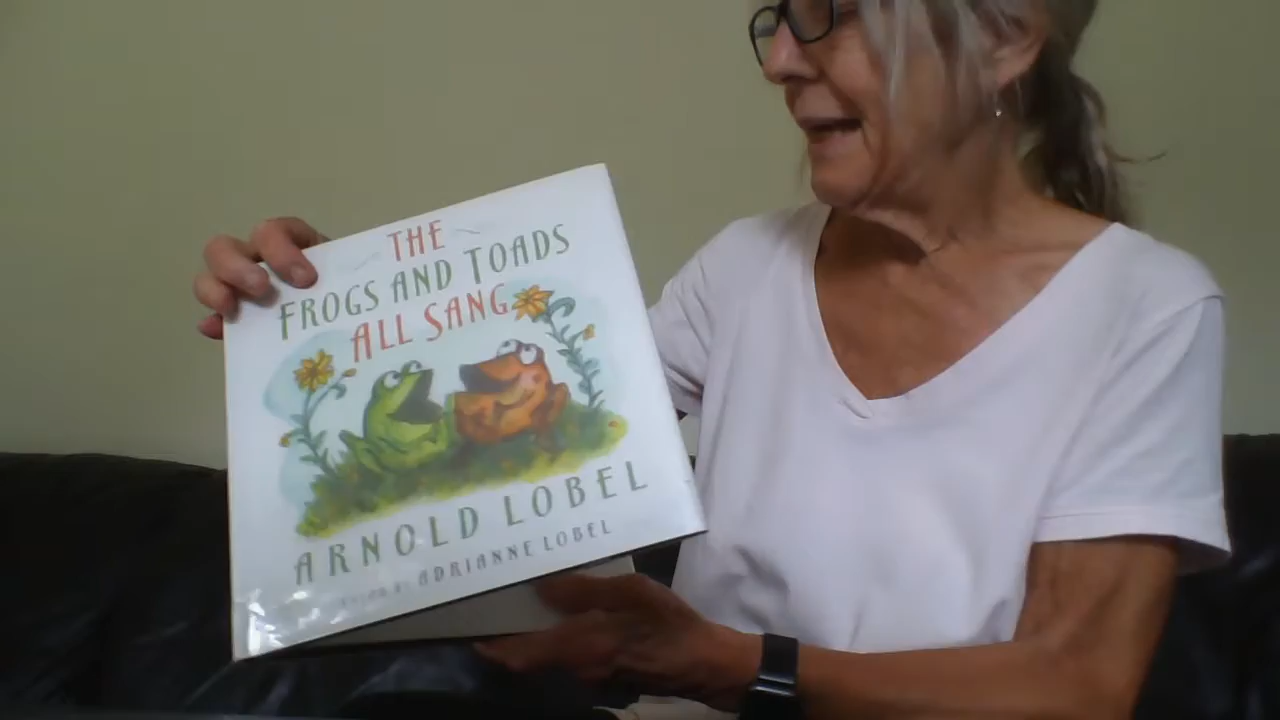 THE
FROGS AND TOADS
ALL SANG
ARNOLD LOBEL
ADRIANNE LOBEL